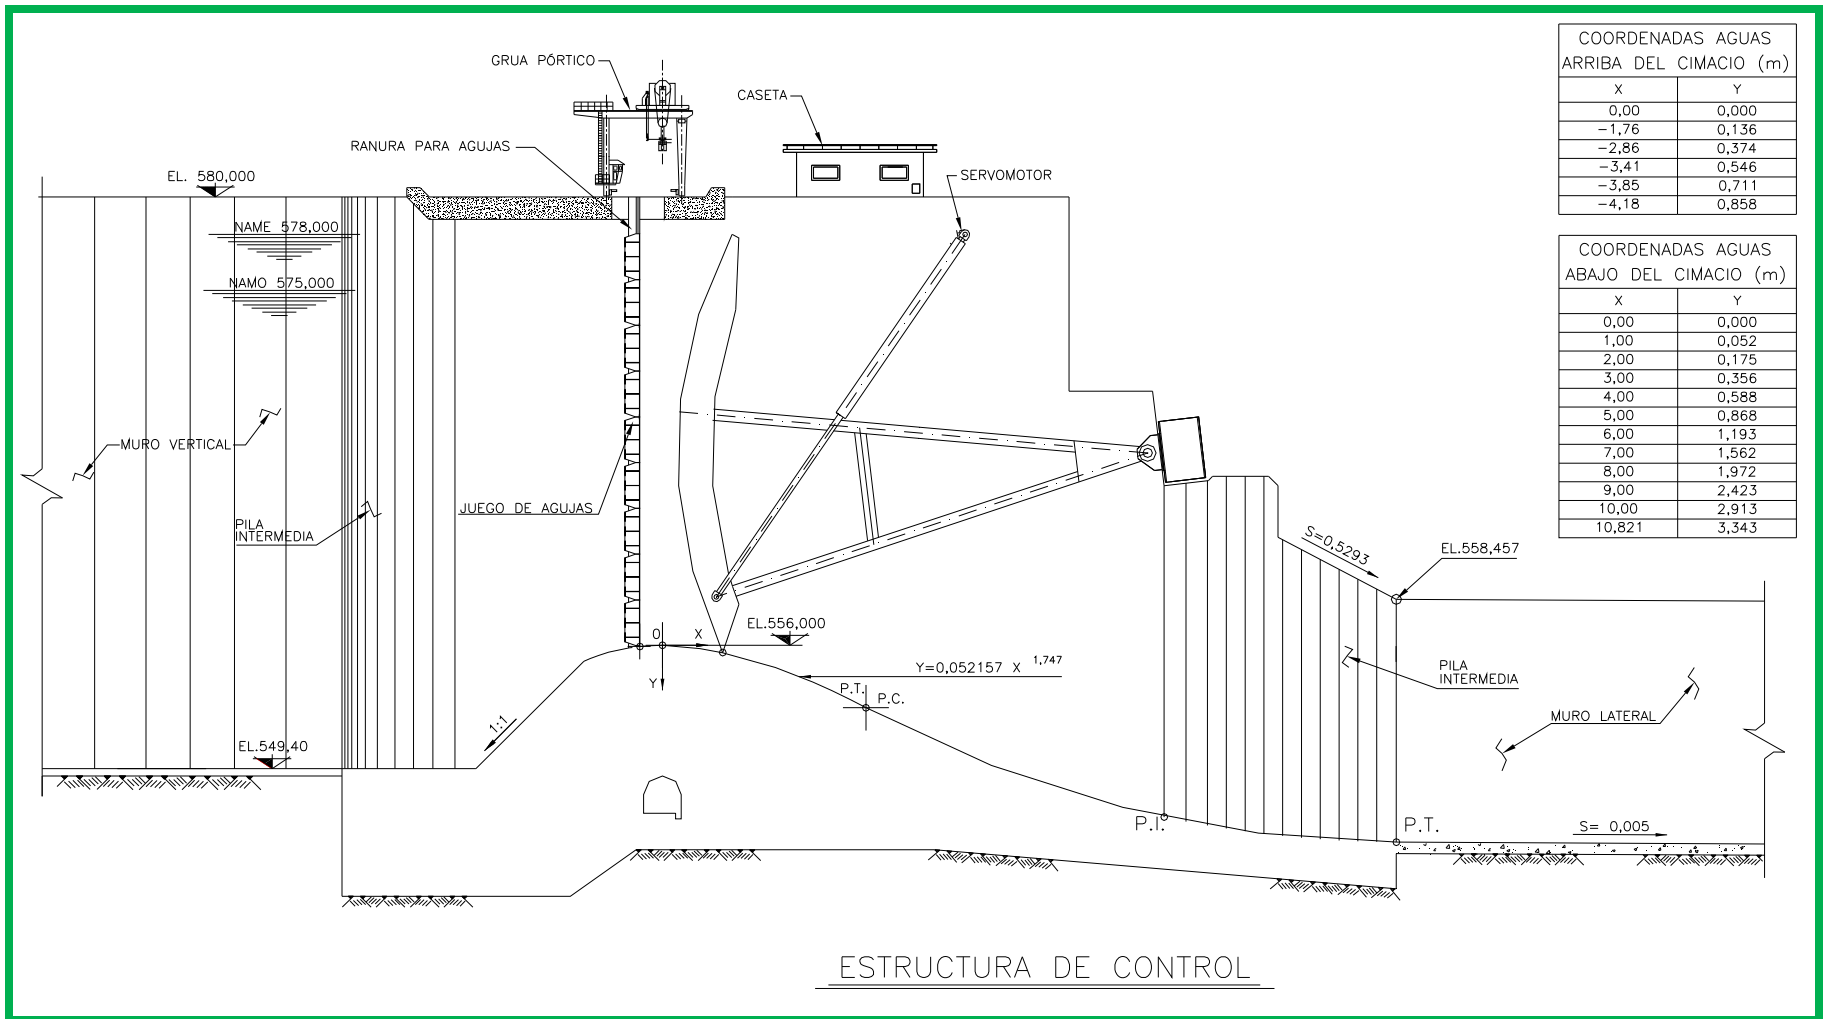 COORDENADAS AGUAS
ARRIBA DEL CIMACIO (m)
X Y
0,00 0,000
-1,76 0,136
-2,86 0,374
-3,41 0,546
-3,85 0,711
-4,18 0,858
COORDENADAS AGUAS
ABAJO DEL CIMACIO (m)
X Y
0,00 0,000
1,00 0,052
2,00 0,175
3,00 0,356
4,00 0,588
5,00 0,868
6,00 1,193
7,00 1,562
8,00 1,972
9,00 2,423
10,00 2,913
10,821 3,343
GRUA PÓRTICO
CASETA
RANURA PARA AGUJAS
EL. 580,000
SERVOMOTOR
NAME 578,000
NAMO 575,000
MURO VERTICAL
JUEGO DE AGUJAS
PILA
INTERMEDIA
S=0,5293
EL.558,457
EL.556,000
O
X
Y
Y=0,052157 X 1,747
P.T.
P.C.
PILA
INTERMEDIA
MURO LATERAL
1:1
EL.549,40
P.I.
P.T.
S= 0,005
ESTRUCTURA DE CONTROL